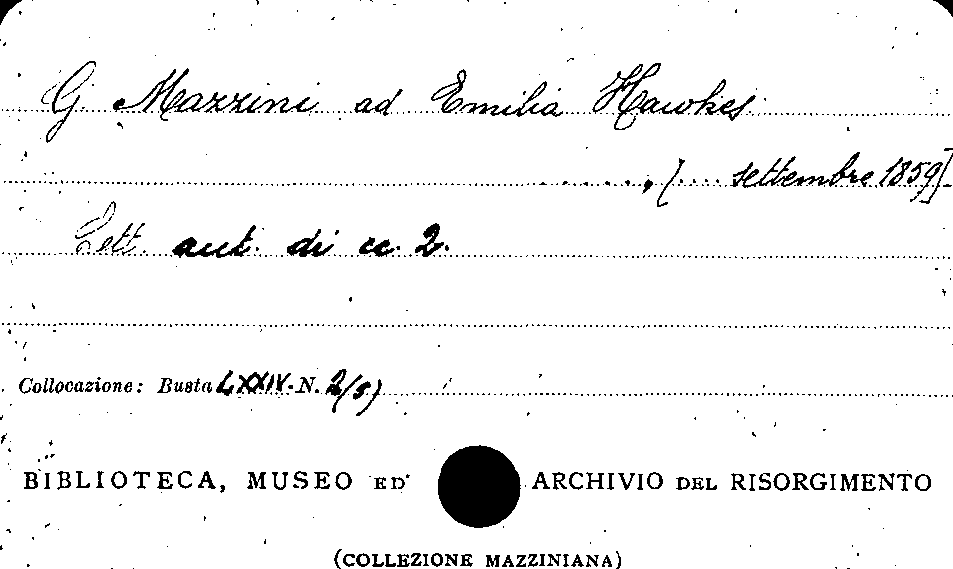 G Mazzini ad Emilia Hawkes
....., [.... settembre 1859]
Lett. aut. di cc. 2.
Collocazione: Busta LXXIV. N. 2/5)
BIBLIOTECA, MUSEO ED ARCHIVIO DEL RISORGIMENTO
(COLLEZIONE MAZZINIANA)